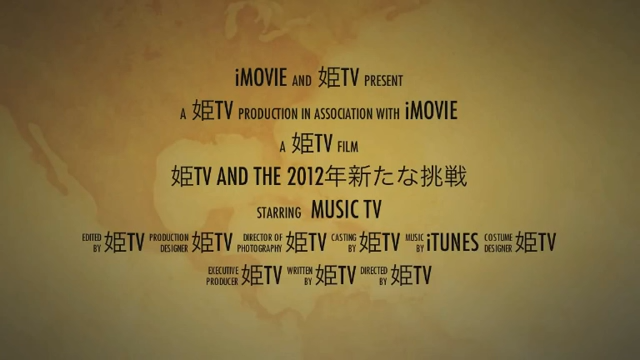 iMOVIE AND 姫TV PRESENT
A 姫TV PRODUCTION IN ASSOCIATION WITH iMOVIE
A 姫TV FILM
姫TV AND THE 2012年新たな挑戦
STARRING MUSIC TV
EDITED BY 姫TV PRODUCTION DESIGNER 姫TV DIRECTOR OF PHOTOGRAPHY 姫TV CASTING BY 姫TV MUSIC BY iTUNES COSTUME DESIGNER 姫TV
EXECUTIVE PRODUCER 姫TV WRITTEN BY 姫TV DIRECTED BY 姫TV